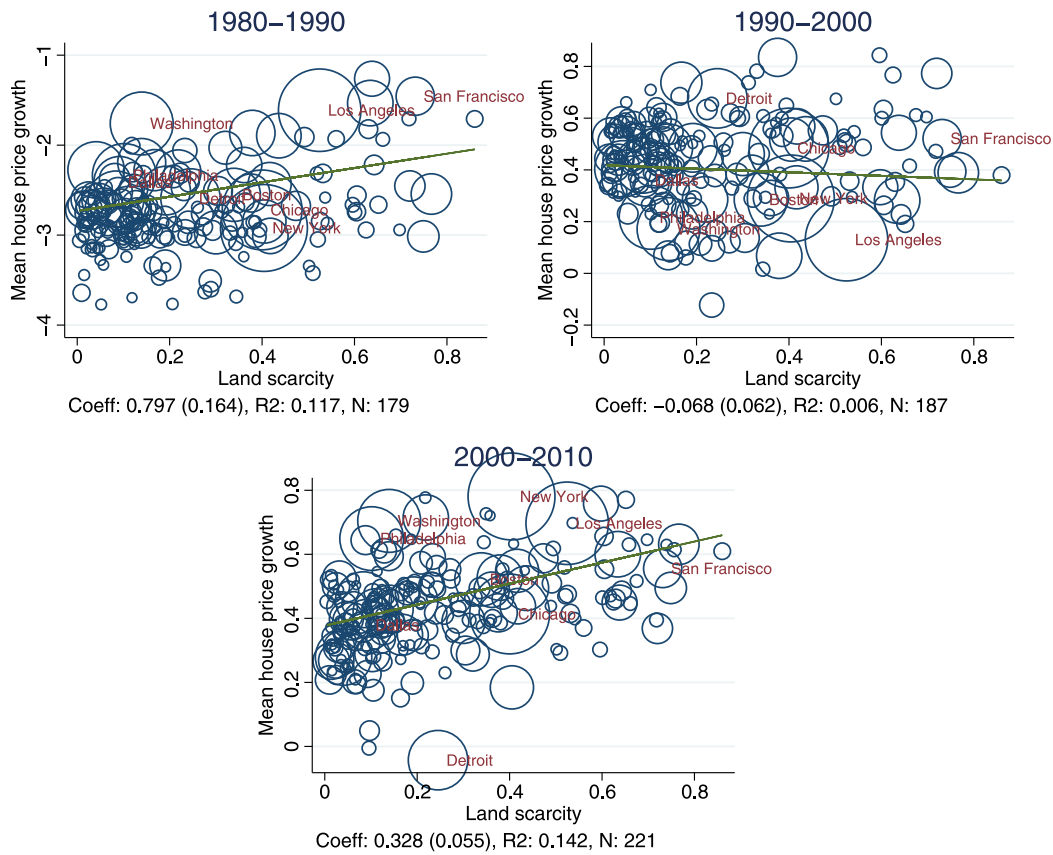 1980−1990
−1
−2
−3
−4
Mean house price growth
San Francisco
Los Angeles
Washington
Philadelphia
Dallas
Detroit
Boston
Chicago
New York
0
0.2
0.4
0.6
0.8
Land scarcity
Coeff: 0.797 (0.164), R2: 0.117, N: 179
1990−2000
0.8
0.6
0.4
0.2
0
−0.2
Mean house price growth
Detroit
San Francisco
Chicago
Dallas
Boston
New York
Philadelphia
Washington
Los Angeles
0
0.2
0.4
0.6
0.8
Land scarcity
Coeff: −0.068 (0.062), R2: 0.006, N: 187
2000−2010
0.8
0.6
0.4
0.2
0
Mean house price growth
New York
Washington
Los Angeles
Philadelphia
San Francisco
Boston
Chicago
Dallas
Detroit
0
0.2
0.4
0.6
0.8
Land scarcity
Coeff: 0.328 (0.055), R2: 0.142, N: 221